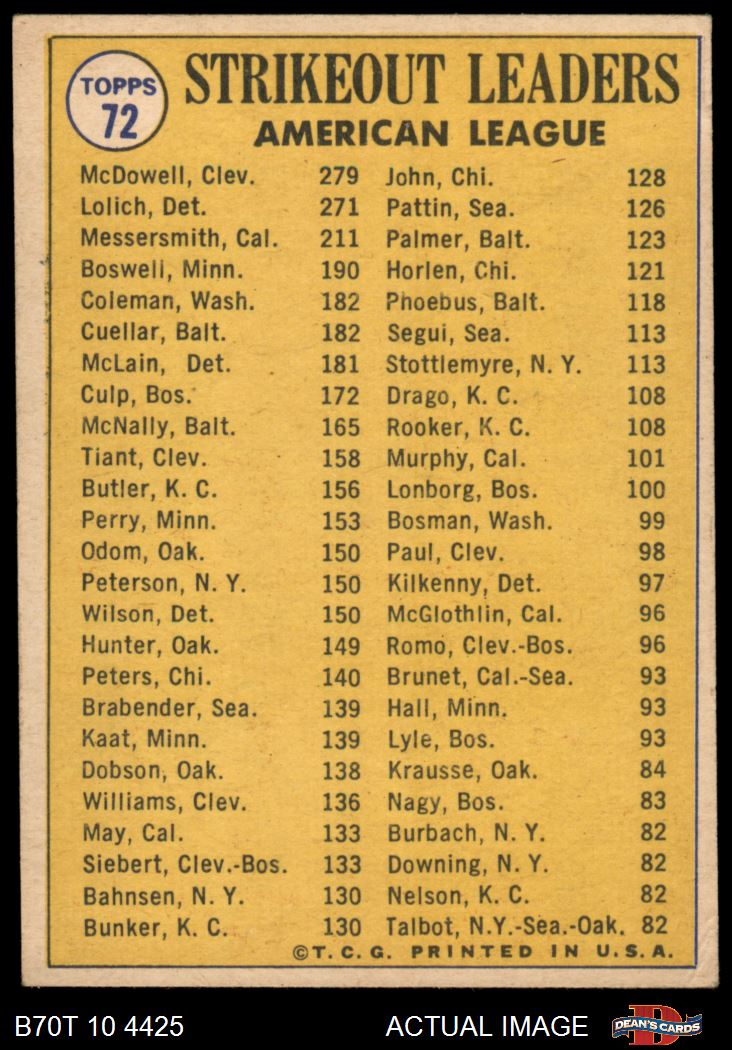 TOPPS
72
STRIKEOUT LEADERS
AMERICAN LEAGUE
McDowell, Clev. 279
Lolich, Det. 271
Messersmith, Cal. 211
Boswell, Minn. 190
Coleman, Wash. 182
Cuellar, Balt. 182
McLain, Det. 181
Culp, Bos. 172
McNally, Balt. 165
Tiant, Clev. 158
Butler, K. C. 156
Perry, Minn. 153
Odom, Oak. 150
Peterson, N. Y. 150
Wilson, Det. 150
Hunter, Oak. 149
Peters, Chi. 140
Brabender, Sea. 139
Kaat, Minn. 139
Dobson, Oak. 138
Williams, Clev. 136
May, Cal. 133
Siebert, Clev.-Bos. 133
Bahnsen, N. Y. 130
Bunker, K. C. 130
John, Chi. 128
Pattin, Sea. 126
Palmer, Balt. 123
Horlen, Chi. 121
Phoebus, Balt. 118
Segui, Sea. 113
Stottlemyre, N. Y. 113
Drago, K. C. 108
Rooker, K. C. 108
Murphy, Cal. 101
Lonborg, Bos. 100
Bosman, Wash. 99
Paul, Clev. 98
Kilkenny, Det. 97
McGlothlin, Cal. 96
Romo, Clev.-Bos. 96
Brunet, Cal.-Sea. 93
Hall, Minn. 93
Lyle, Bos. 93
Krausse, Oak. 84
Nagy, Bos. 83
Burbach, N. Y. 82
Downing, N. Y. 82
Nelson, K. C. 82
Talbot, N.Y.-Sea.-Oak. 82
©T. C. G. PRINTED IN U. S. A.
B70T 10 4425 ACTUAL IMAGE
D
DEAN'S CARDS